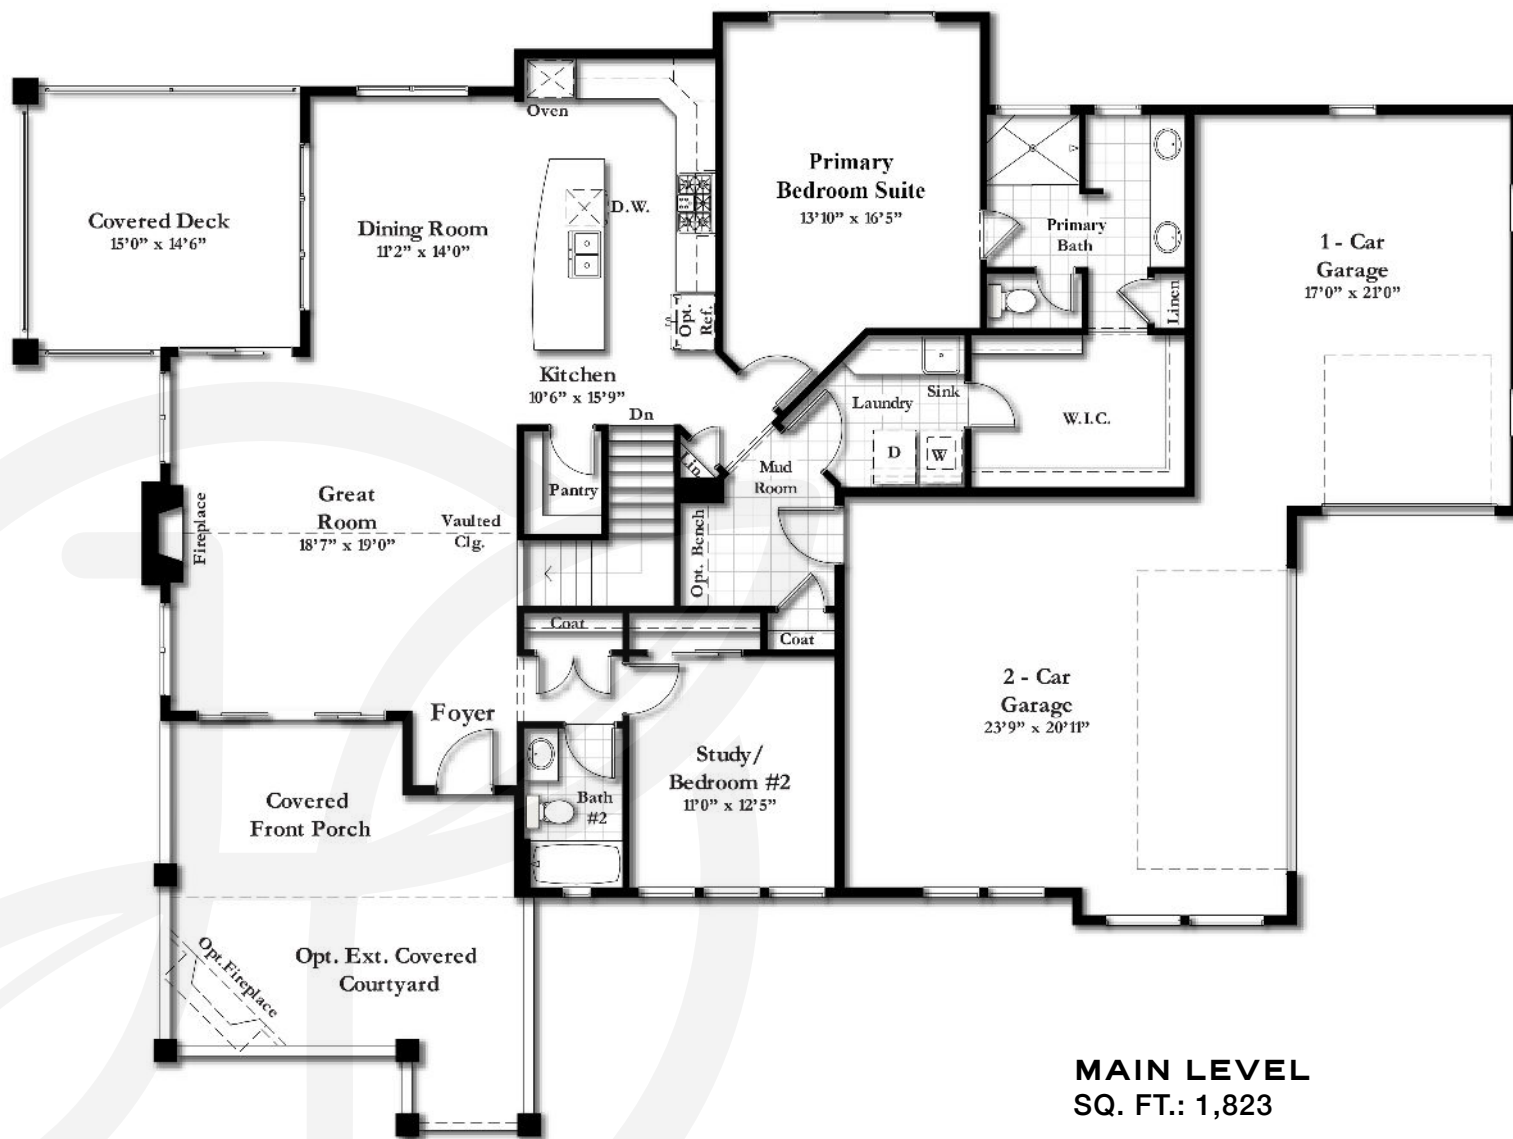 Oven
Covered Deck
15'0" x 14'6"
Dining Room
11'2" x 14'0"
D.W.
Opt.
Ref.
Kitchen
10'6" x 15'9"
Primary
Bedroom Suite
13'10" x 16'5"
Primary
Bath
Linen
1 - Car
Garage
17'0" x 21'0"
Dn
Lin.
Laundry
Sink
D
W
W.I.C.
Mud
Room
Pantry
Great
Room
18'7" x 19'0"
Vaulted
Clg.
Fireplace
Opt. Bench
Coat
Coat
2 - Car
Garage
23'9" x 20'11"
Foyer
Study/
Bedroom #2
11'0" x 12'5"
Bath
#2
Covered
Front Porch
Opt. Fireplace
Opt. Ext. Covered
Courtyard
MAIN LEVEL
SQ. FT.: 1,823